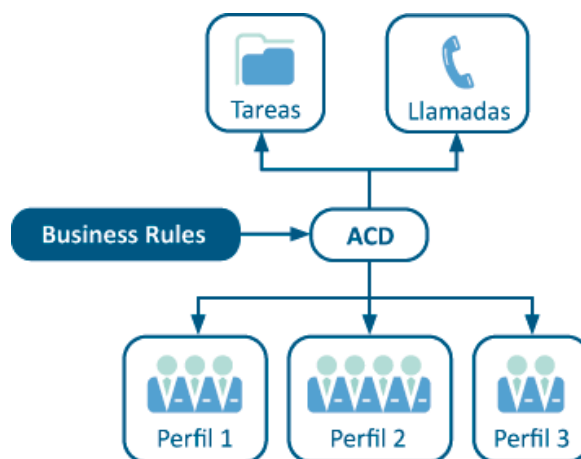 Tareas
Llamadas
Business Rules
ACD
Perfil 1
Perfil 2
Perfil 3